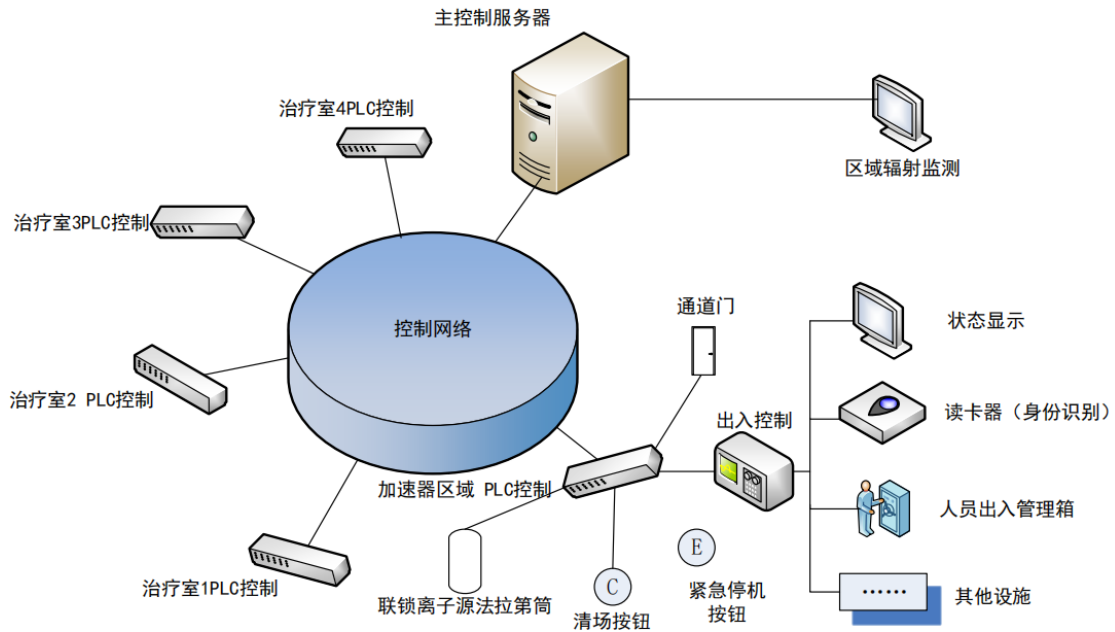 主控制服务器
治疗室4PLC控制
区域辐射监测
治疗室3PLC控制
通道门
控制网络
状态显示
治疗室2 PLC控制
出入控制
读卡器（身份识别）
加速器区域 PLC控制
人员出入管理箱
E
治疗室1PLC控制
联锁离子源法拉第筒
C
清场按钮
紧急停机
按钮
······
其他设施